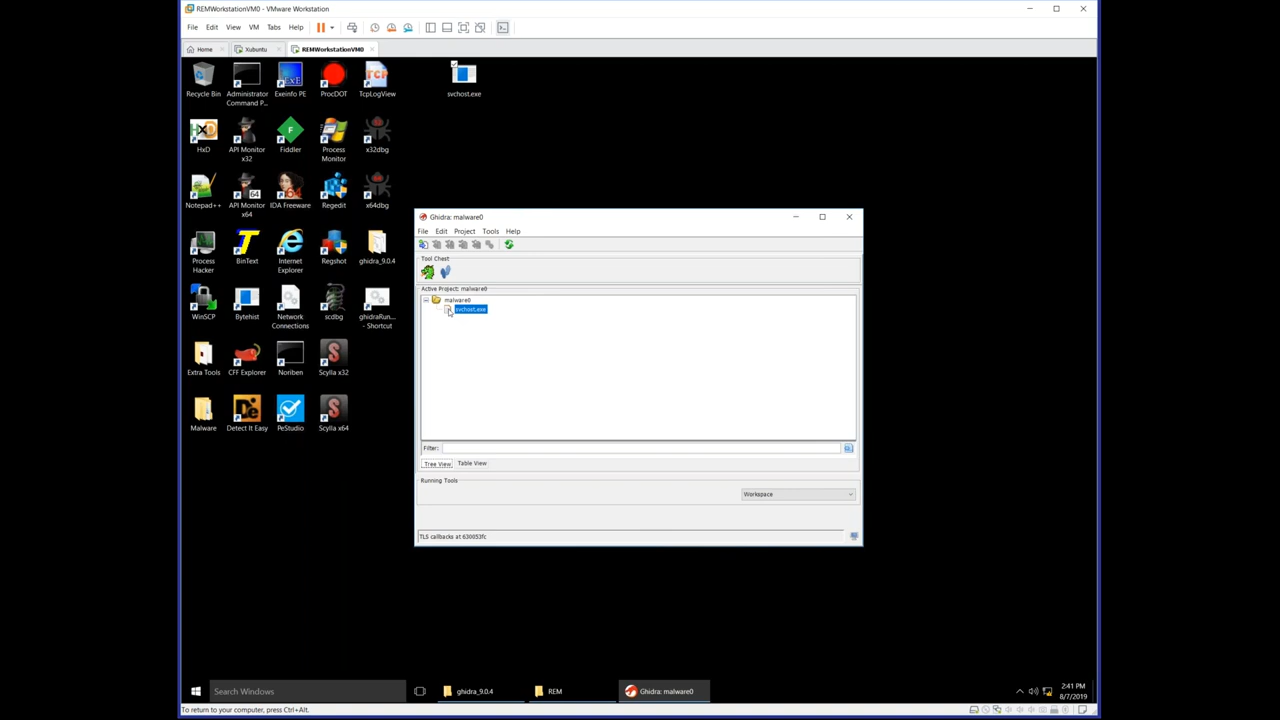 REMWorkstationVM0 - VMware Workstation
File Edit View VM Tabs Help
Home Xubuntu REMWorkstationVM0
Recycle Bin
Administrator
Command P...
Exeinfo PE
ProcDOT
TcpLogView
svchost.exe
HxD
API Monitor
x32
Fiddler
Process
Monitor
x32dbg
Notepad++
API Monitor
x64
IDA Freeware
Regedit
x64dbg
Process
Hacker
BinText
Internet
Explorer
Regshot
ghidra_9.0.4
WinSCP
Bytehist
Network
Connections
scdbg
ghidraRun...
- Shortcut
Extra Tools
CFF Explorer
Noriben
Scylla x32
Malware
Detect It Easy
PeStudio
Scylla x64
Ghidra: malware0
File Edit Project Tools Help
Tool Chest
Active Project: malware0
malware0
svchost.exe
Filter:
Tree View Table View
Running Tools
Workspace
TLS callbacks at 630053fc
Search Windows
ghidra_9.0.4
REM
Ghidra: malware0
2:41 PM
8/7/2019
To return to your computer, press Ctrl+Alt.